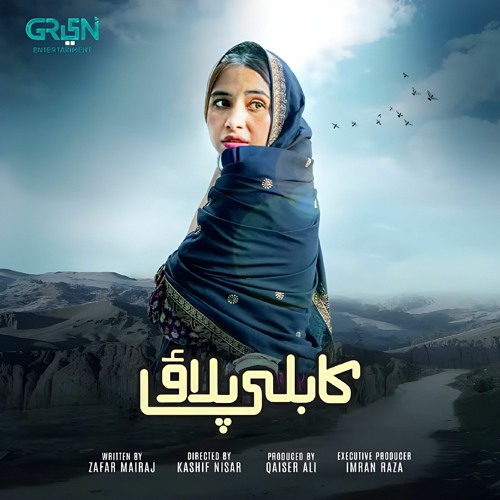 GREEN
ENTERTAINMENT
کابلی پلاؤ
WRITTEN BY
ZAFAR MAIRAJ
DIRECTED BY
KASHIF NISAR
PRODUCED BY
QAISER ALI
EXECUTIVE PRODUCER
IMRAN RAZA